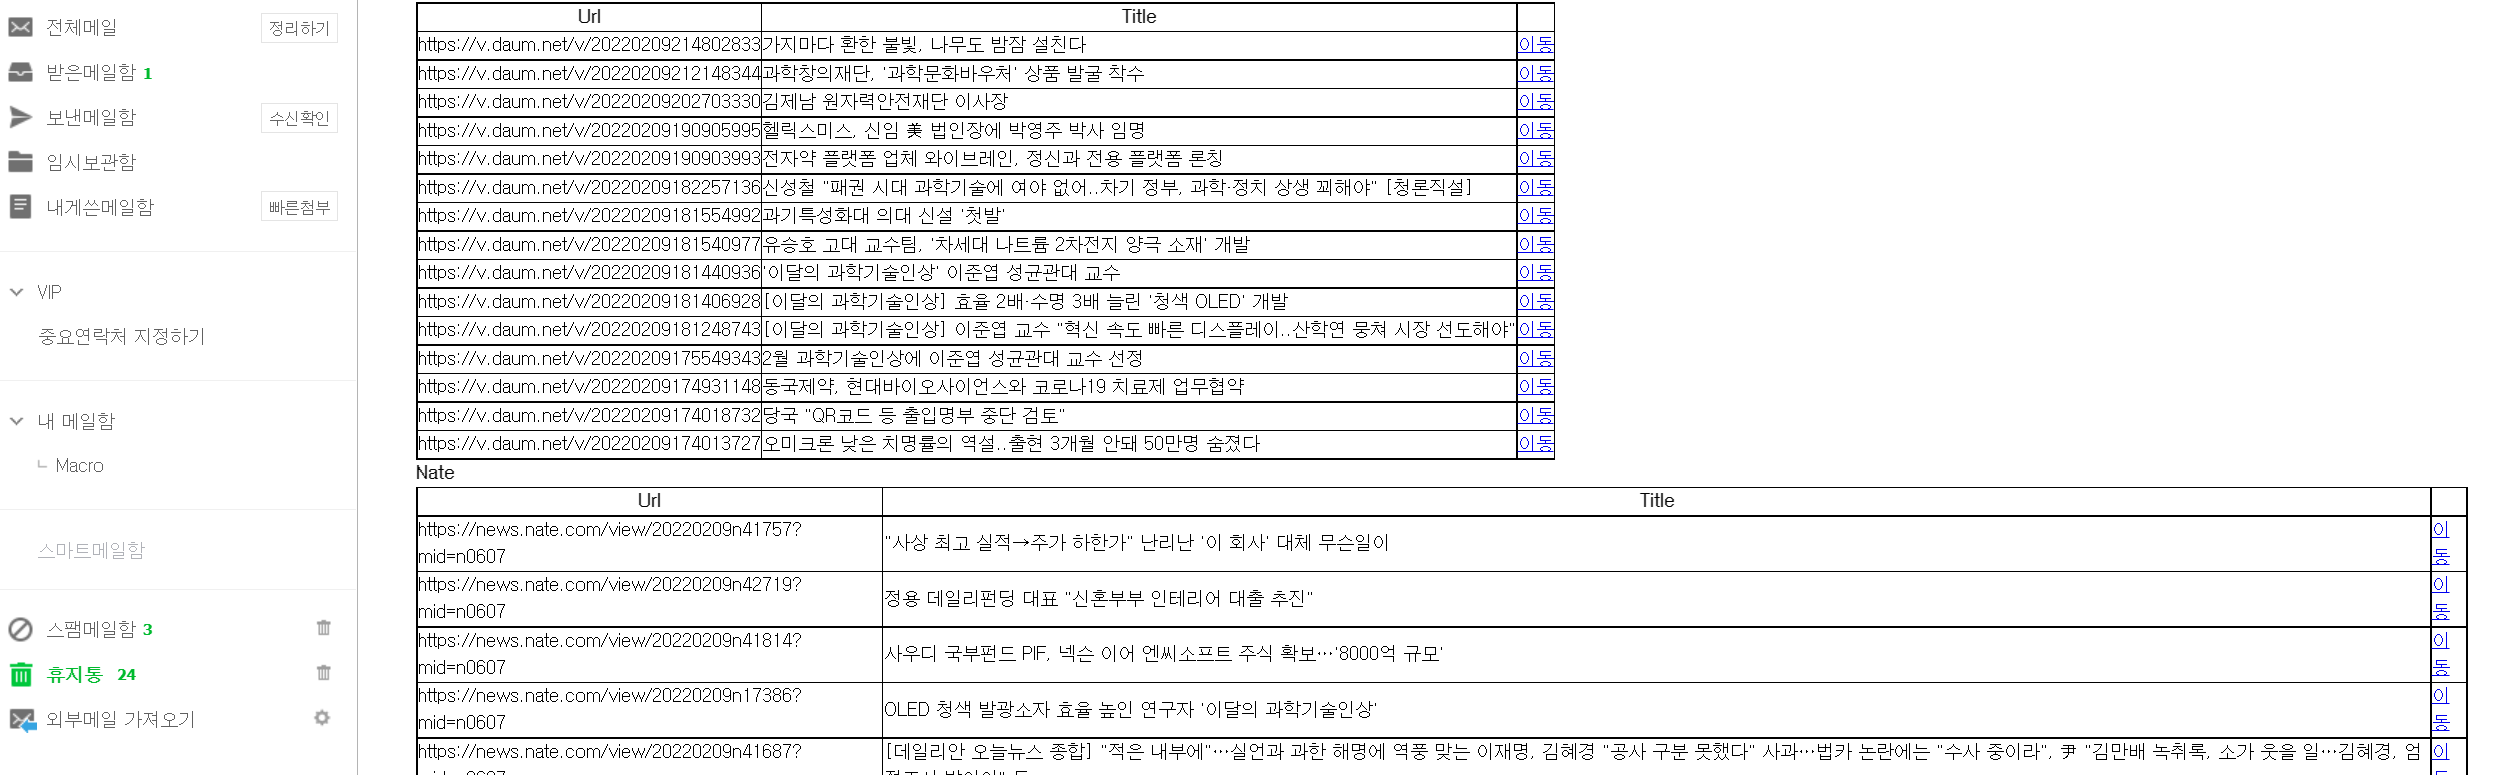 전체메일 정리하기
받은메일함 1
보낸메일함 수신확인
임시보관함
내게쓴메일함 빠른첨부
VIP
중요연락처 지정하기
내 메일함
Macro
스마트메일함
스팸메일함 3
휴지통 24
외부메일 가져오기
Url Title
https://v.daum.net/v/20220209214802833 가지마다 환한 불빛, 나무도 밤잠 설친다 이동
https://v.daum.net/v/20220209212148344 과학창의재단, '과학문화바우처' 상품 발굴 착수 이동
https://v.daum.net/v/20220209202703330 김제남 원자력안전재단 이사장 이동
https://v.daum.net/v/20220209190905995 헬릭스미스, 신임 美 법인장에 박영주 박사 임명 이동
https://v.daum.net/v/20220209190903993 전자약 플랫폼 업체 와이브레인, 정신과 전용 플랫폼 론칭 이동
https://v.daum.net/v/20220209182257136 신성철 "패권 시대 과학기술에 여야 없어..차기 정부, 과학·정치 상생 꾀해야" [청론직설] 이동
https://v.daum.net/v/20220209181554992 과기특성화대 의대 신설 '첫발' 이동
https://v.daum.net/v/20220209181540977 유승호 고대 교수팀, '차세대 나트륨 2차전지 양극 소재' 개발 이동
https://v.daum.net/v/20220209181440936 '이달의 과학기술인상' 이준엽 성균관대 교수 이동
https://v.daum.net/v/20220209181406928 [이달의 과학기술인상] 효율 2배·수명 3배 늘린 '청색 OLED' 개발 이동
https://v.daum.net/v/20220209181248743 [이달의 과학기술인상] 이준엽 교수 "혁신 속도 빠른 디스플레이..산학연 뭉쳐 시장 선도해야" 이동
https://v.daum.net/v/20220209175549343 2월 과학기술인상에 이준엽 성균관대 교수 선정 이동
https://v.daum.net/v/20220209174931148 동국제약, 현대바이오사이언스와 코로나19 치료제 업무협약 이동
https://v.daum.net/v/20220209174018732 당국 "QR코드 등 출입명부 중단 검토" 이동
https://v.daum.net/v/20220209174013727 오미크론 낮은 치명률의 역설..출현 3개월 안돼 50만명 숨졌다 이동
Nate
Url Title
https://news.nate.com/view/20220209n41757?
mid=n0607
"사상 최고 실적→주가 하한가" 난리난 '이 회사' 대체 무슨일이
이
동
https://news.nate.com/view/20220209n42719?
mid=n0607
정용 데일리펀딩 대표 "신혼부부 인테리어 대출 추진"
이
동
https://news.nate.com/view/20220209n41814?
mid=n0607
사우디 국부펀드 PIF, 넥슨 이어 엔씨소프트 주식 확보…'8000억 규모'
이
동
https://news.nate.com/view/20220209n17386?
mid=n0607
OLED 청색 발광소자 효율 높인 연구자 '이달의 과학기술인상'
이
동
https://news.nate.com/view/20220209n41687?
[데일리안 오늘뉴스 종합] "적은 내부에"…실언과 과한 해명에 역풍 맞는 이재명, 김혜경 "공사 구분 못했다" 사과…법카 논란에는 "수사 중이라", 尹 "김만배 녹취록, 소가 웃을 일…김혜경, 엄
이